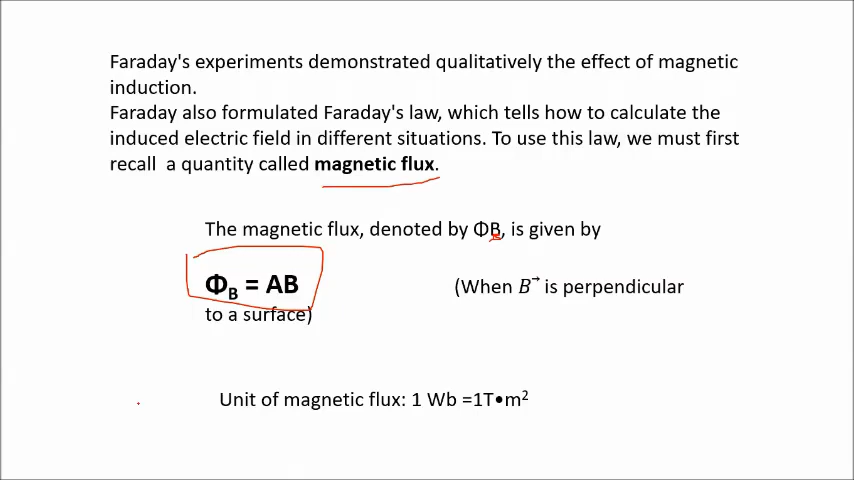 Faraday's experiments demonstrated qualitatively the effect of magnetic
induction.
Faraday also formulated Faraday's law, which tells how to calculate the
induced electric field in different situations. To use this law, we must first
recall a quantity called magnetic flux.
The magnetic flux, denoted by ΦB, is given by
Φ_B = AB (When B⃗ is perpendicular
to a surface)
Unit of magnetic flux: 1 Wb =1T•m²